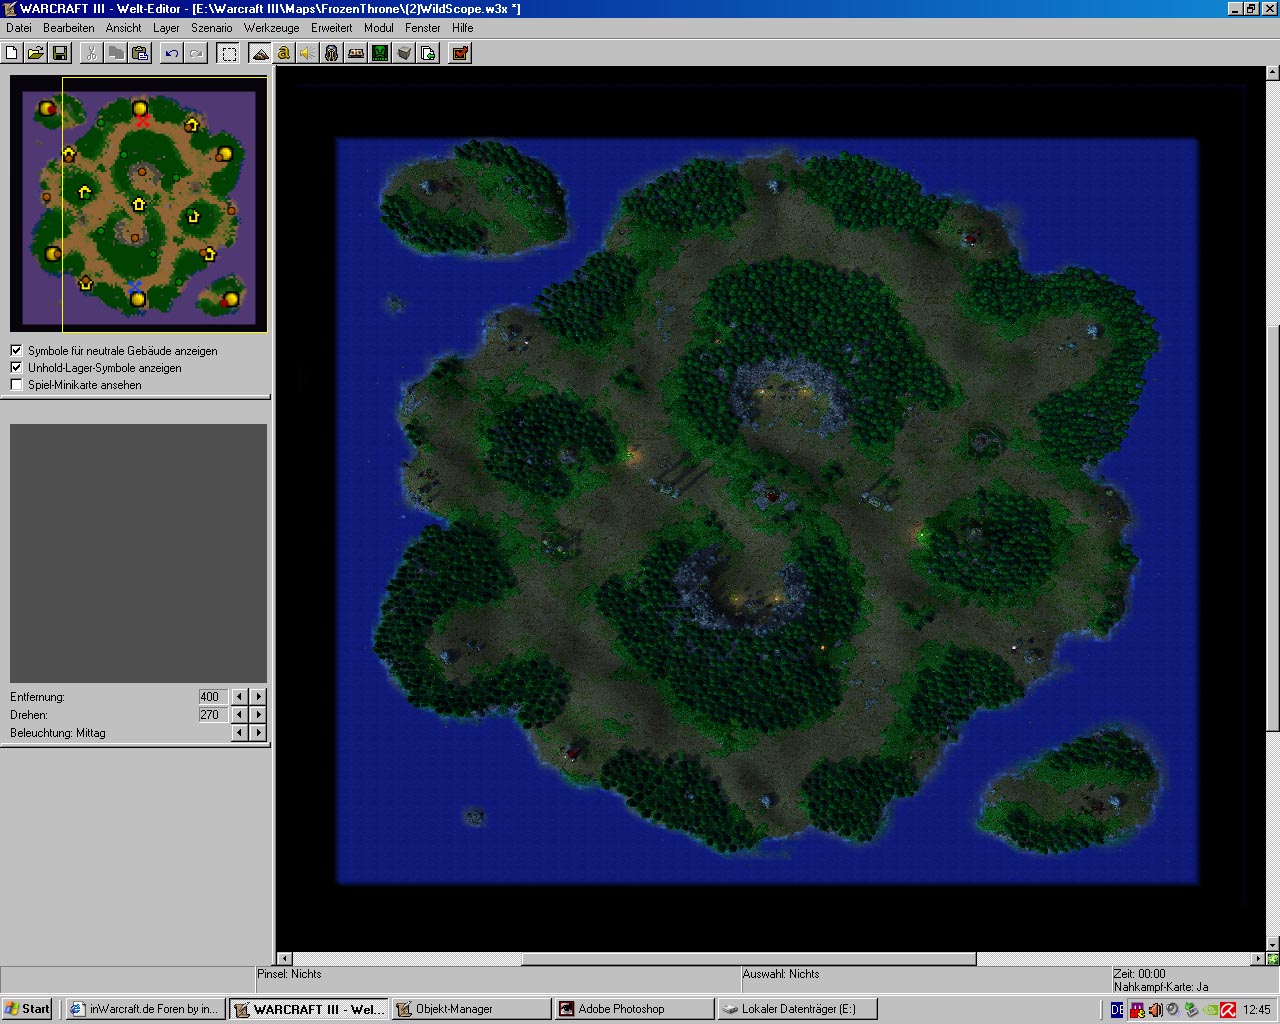 WARCRAFT III - Welt-Editor - [E:\Warcraft III\Maps\FrozenThrone\(2)WildScope.w3x *]
Datei Bearbeiten Ansicht Layer Szenario Werkzeuge Erweitert Modul Fenster Hilfe
Symbole für neutrale Gebäude anzeigen
Unhold-Lager-Symbole anzeigen
Spiel-Minikarte ansehen
Entfernung: 400
Drehen: 270
Beleuchtung: Mittag
Pinsel: Nichts
Auswahl: Nichts
Zeit: 00:00
Nahkampf-Karte: Ja
Start
inWarcraft.de Foren by in...
WARCRAFT III - Wel...
Objekt-Manager
Adobe Photoshop
Lokaler Datenträger (E:)
DE
12:45